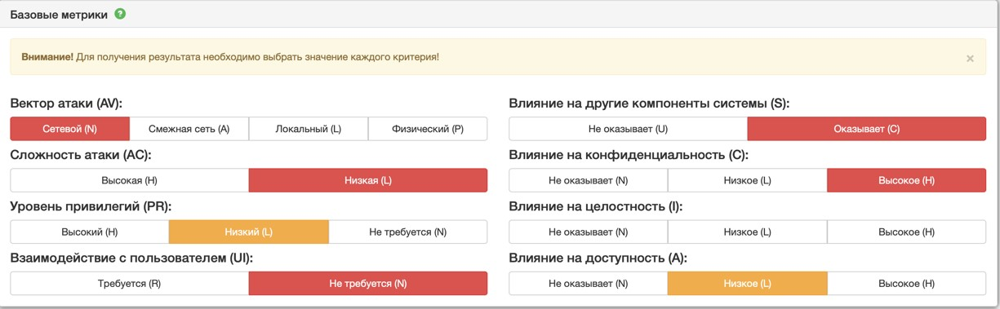 Базовые метрики ?
Внимание! Для получения результата необходимо выбрать значение каждого критерия! ×
Вектор атаки (AV):
Сетевой (N) Смежная сеть (A) Локальный (L) Физический (P)
Сложность атаки (AC):
Высокая (H) Низкая (L)
Уровень привилегий (PR):
Высокий (H) Низкий (L) Не требуется (N)
Взаимодействие с пользователем (UI):
Требуется (R) Не требуется (N)
Влияние на другие компоненты системы (S):
Не оказывает (U) Оказывает (C)
Влияние на конфиденциальность (C):
Не оказывает (N) Низкое (L) Высокое (H)
Влияние на целостность (I):
Не оказывает (N) Низкое (L) Высокое (H)
Влияние на доступность (A):
Не оказывает (N) Низкое (L) Высокое (H)